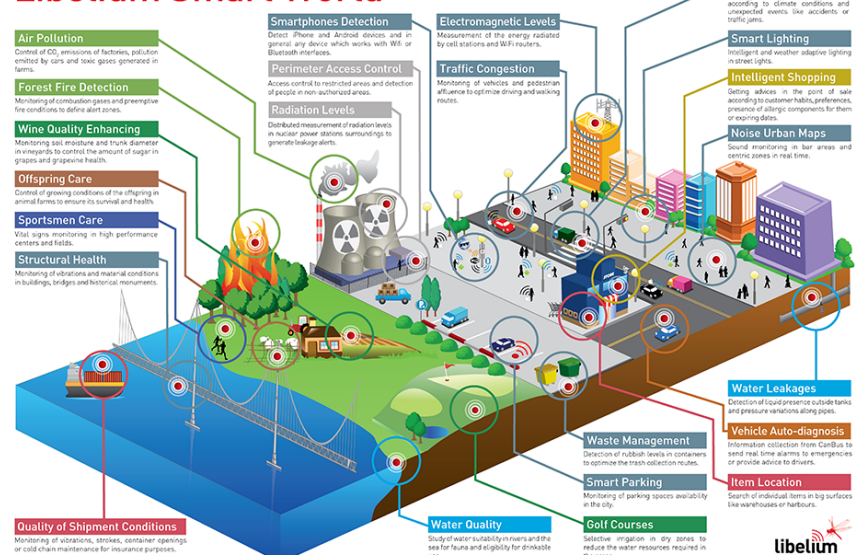 Libelium Smart World
Air Pollution
Control of CO₂ emissions of factories, pollution
emitted by cars and toxic gases generated in
farms.
Forest Fire Detection
Monitoring of combustion gases and preemptive
fire conditions to define alert zones.
Wine Quality Enhancing
Monitoring soil moisture and trunk diameter
in vineyards to control the amount of sugar in
grapes and grapevine health.
Offspring Care
Control of growing conditions of the offspring in
animal farms to ensure its survival and health.
Sportsmen Care
Vital signs monitoring in high performance
centers and fields.
Structural Health
Monitoring of vibrations and material conditions
in buildings, bridges and historical monuments.
Quality of Shipment Conditions
Monitoring of vibrations, strokes, container openings
or cold chain maintenance for insurance purposes.
Smartphones Detection
Detect iPhone and Android devices and in
general any device which works with Wifi or
Bluetooth interfaces.
Perimeter Access Control
Access control to restricted areas and detection
of people in non-authorized areas.
Radiation Levels
Distributed measurement of radiation levels
in nuclear power stations surroundings to
generate leakage alerts.
Electromagnetic Levels
Measurement of the energy radiated
by cell stations and WiFi routers.
Traffic Congestion
Monitoring of vehicles and pedestrian
affluence to optimize driving and walking
routes.
according to climate conditions and
unexpected events like accidents or
traffic jams.
Smart Lighting
Intelligent and weather adaptive lighting
in street lights.
Intelligent Shopping
Getting advices in the point of sale
according to customer habits, preferences,
presence of allergic components for them
or expiring dates.
Noise Urban Maps
Sound monitoring in bar areas and
centric zones in real time.
Water Leakages
Detection of liquid presence outside tanks
and pressure variations along pipes.
Vehicle Auto-diagnosis
Information collection from CanBus to
send real time alarms to emergencies
or provide advice to drivers.
Item Location
Search of individual items in big surfaces
like warehouses or harbours.
Waste Management
Detection of rubbish levels in containers
to optimize the trash collection routes.
Smart Parking
Monitoring of parking spaces availability
in the city.
Golf Courses
Selective irrigation in dry zones to
reduce the water resources required in
Water Quality
Study of water suitability in rivers and the
sea for fauna and eligibility for drinkable
libelium